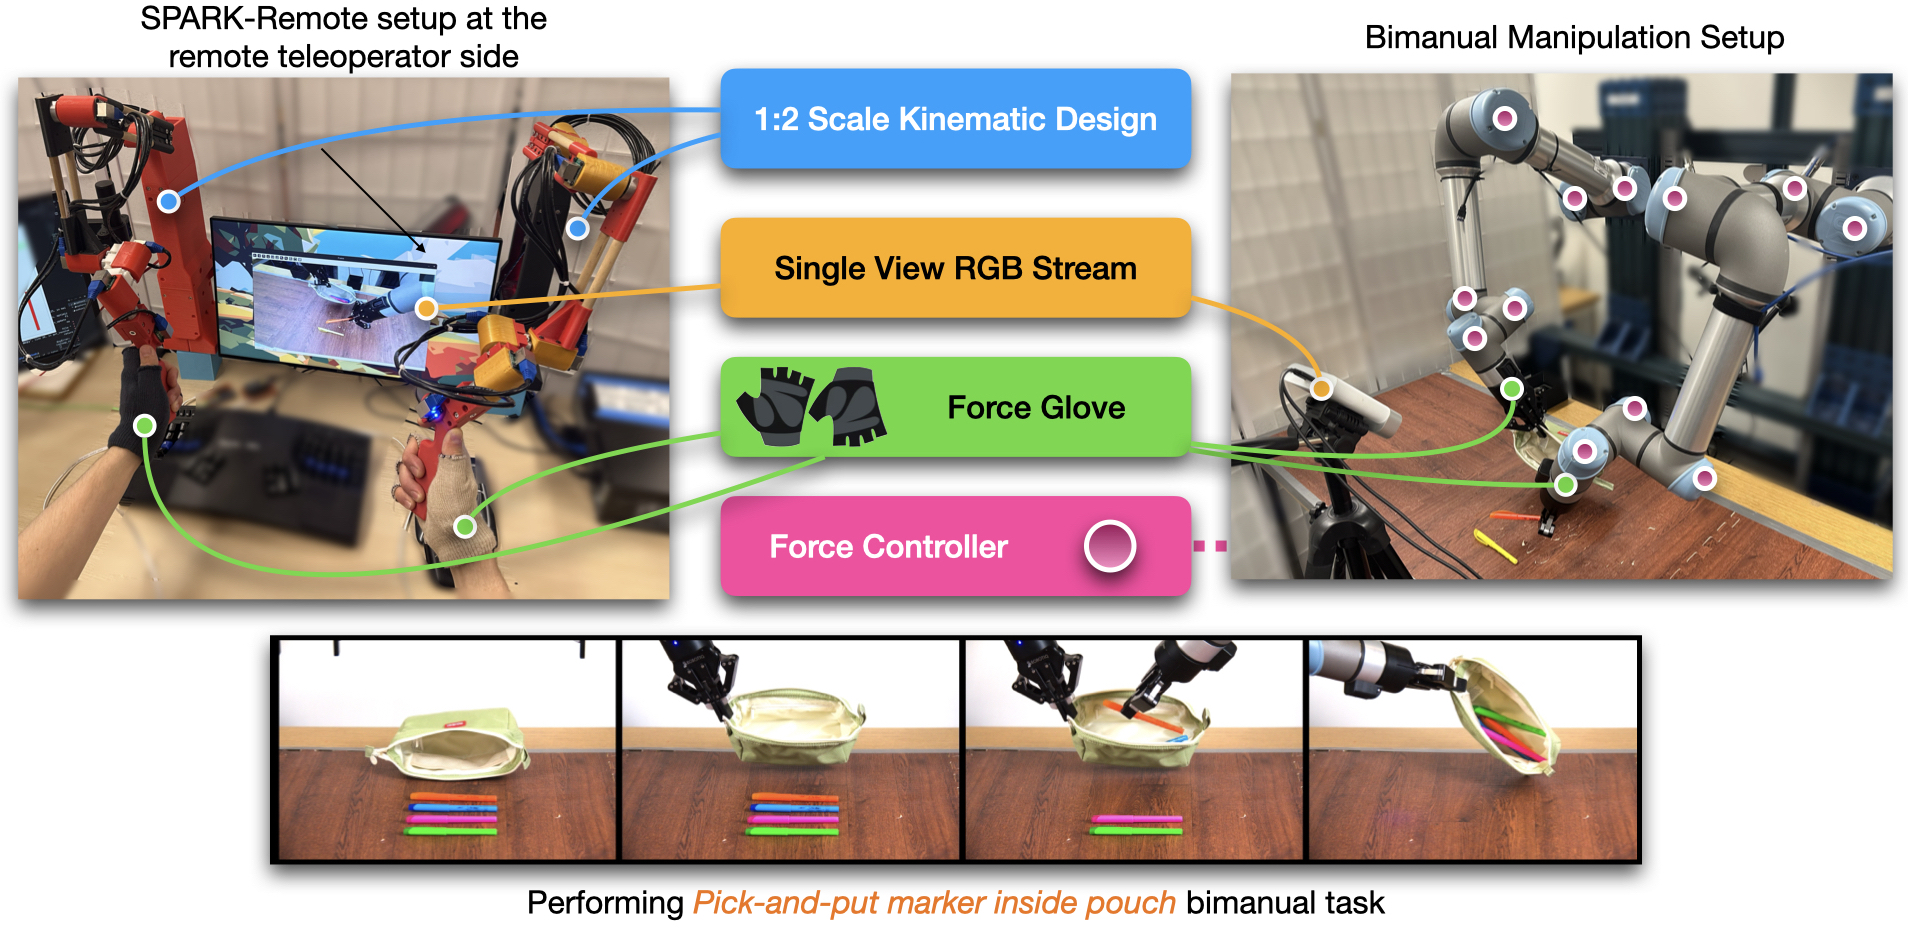 SPARK-Remote setup at the
remote teleoperator side
Bimanual Manipulation Setup
1:2 Scale Kinematic Design
Single View RGB Stream
Force Glove
Force Controller
Performing Pick-and-put marker inside pouch bimanual task